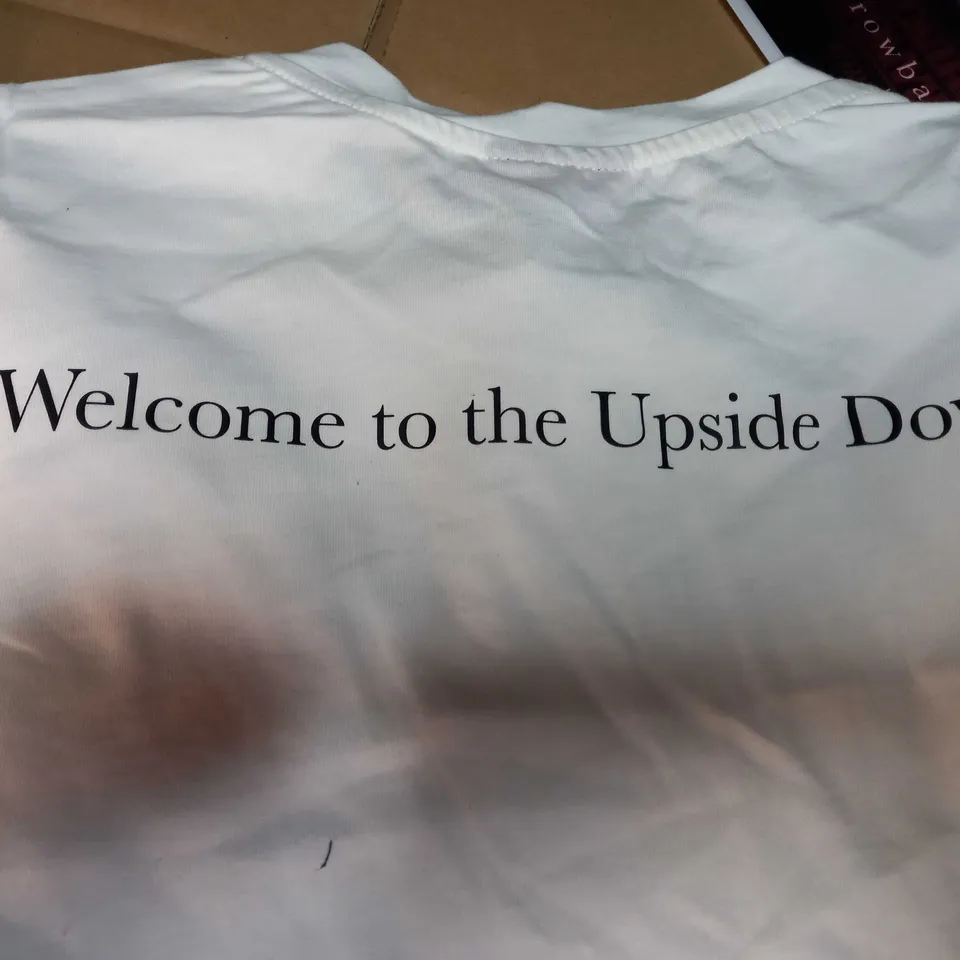 rowba
Welcome to the Upside Do